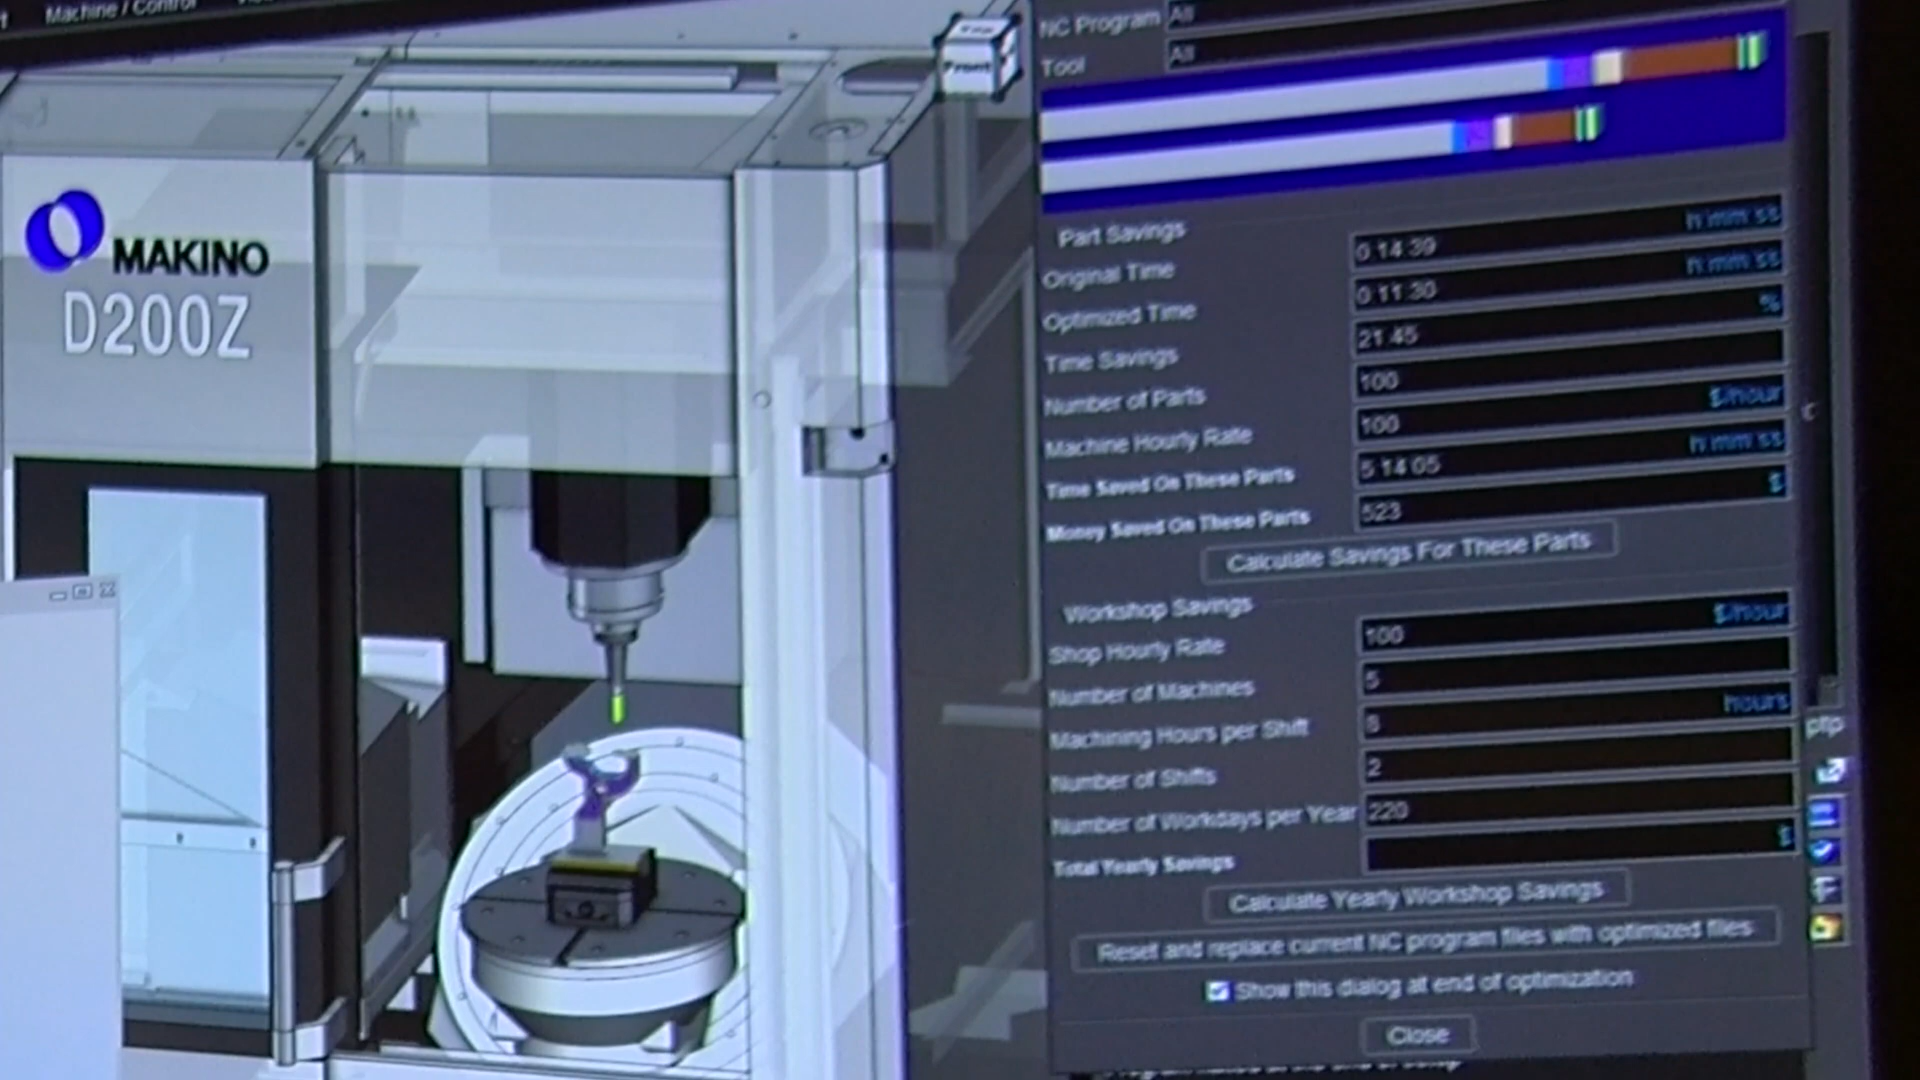 Machine / Control
MAKINO
D200Z
Front
NC Program All
Tool All
Part Savings
Original Time 0:14:39 h:mm:ss
Optimized Time 0:11:30 h:mm:ss
Time Savings 21.45 %
Number of Parts 100
Machine Hourly Rate 100 $/hour
Time Saved On These Parts 5:14:05 h:mm:ss
Money Saved On These Parts 523 $
Calculate Savings For These Parts
Workshop Savings
Shop Hourly Rate 100 $/hour
Number of Machines 5
Machining Hours per Shift hours
Number of Shifts 2
Number of Workdays per Year 220
Total Yearly Savings $
Calculate Yearly Workshop Savings
Reset and replace current NC program files with optimized files
Show this dialog at end of optimization
Close